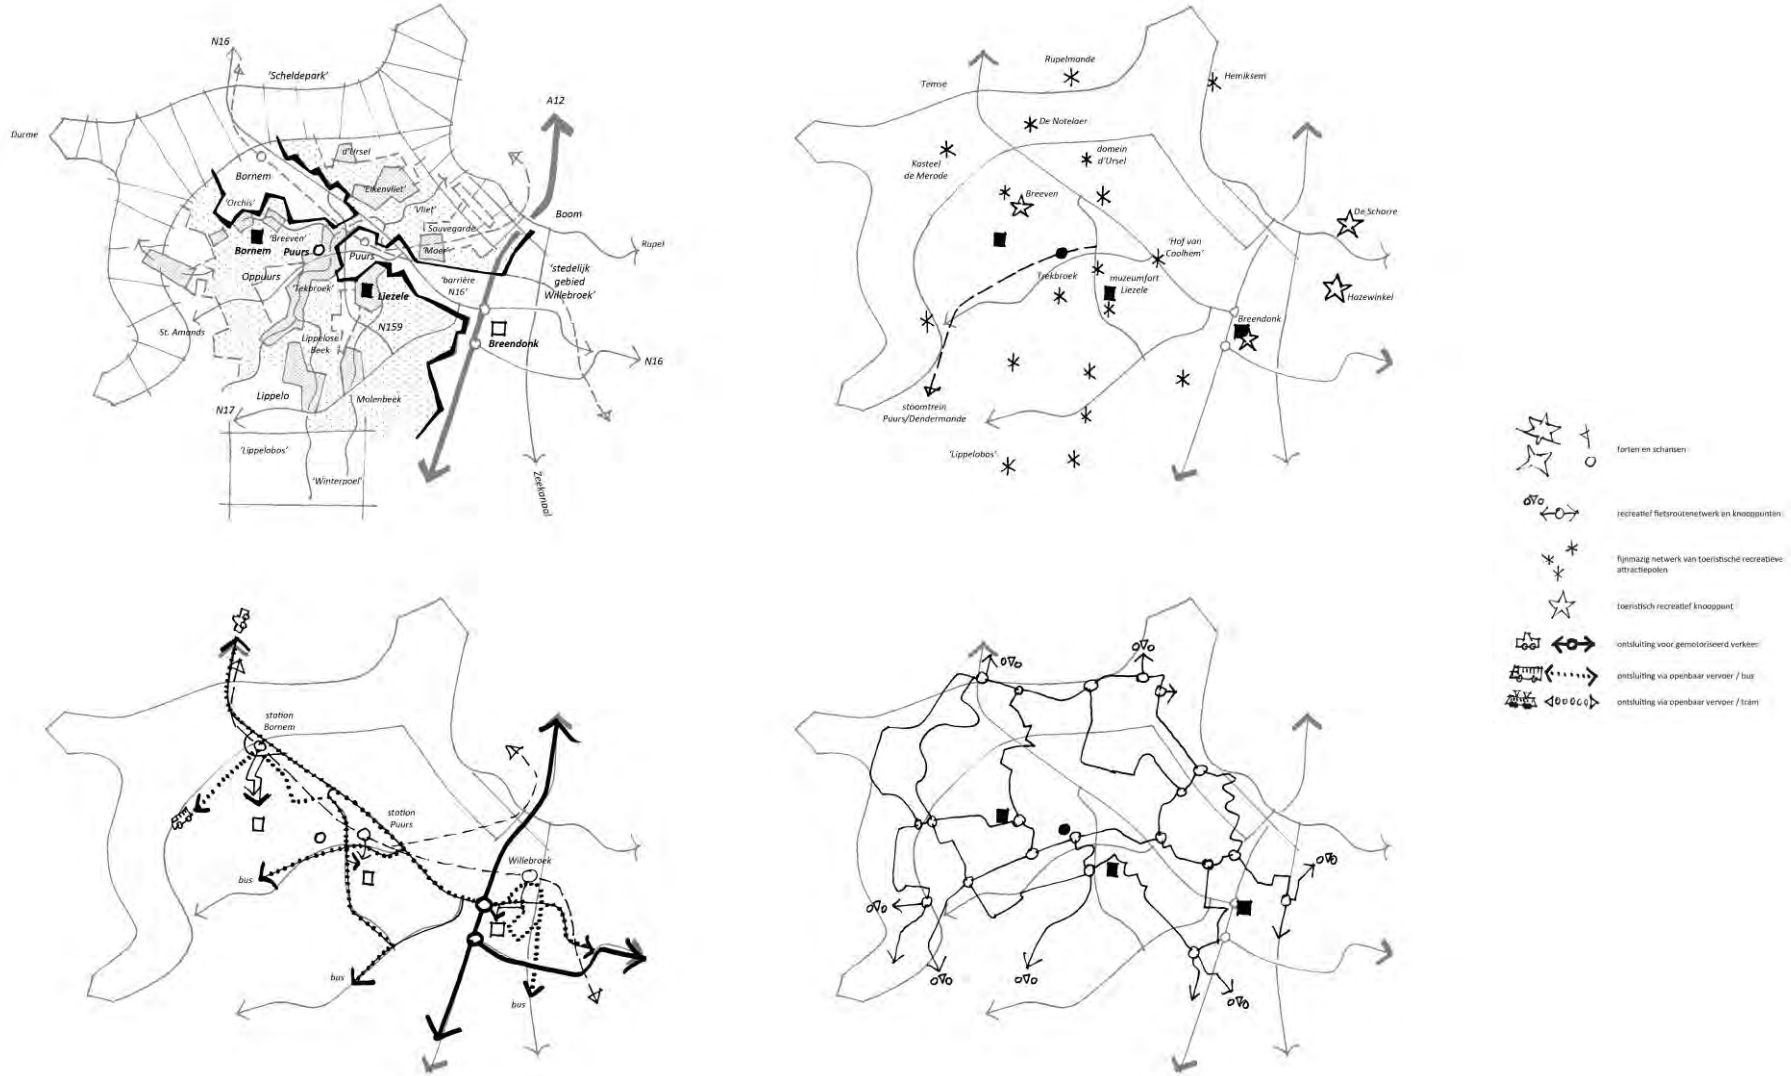 N16
'Scheldepark'
A12
Durme
d'Ursel
Bornem
'Eikenvliet'
'Orchis'
'Vliet'
Boom
Sauvegarde
'Breeven'
'Moer'
Rupel
Bornem
Puurs
Puurs
Oppuurs
'barrière
N16'
'stedelijk
gebied
Willebroek'
'Tekbroek'
Liezele
St. Amands
N159
Lippelose
Beek
Breendonk
N16
Lippelo
Molenbeek
N17
'Lippelobos'
'Winterpoel'
Zeekanaal
Rupelmonde
Hemiksem
Temse
De Notelaer
Kasteel
de Merode
domein
d'Ursel
Breeven
De Schorre
'Hof van
Coolhem'
Trekbroek
muzeumfort
Liezele
Hazewinkel
Breendonk
stoomtrein
Puurs/Dendermande
'Lippelobos'
forten en schansen
recreatief fietsroutenetwerk en knooppunten
fijnmazig netwerk van toeristische recreatieve
attractiepolen
toeristisch recreatief knooppunt
ontsluiting voor gemotoriseerd verkeer
ontsluiting via openbaar vervoer / bus
ontsluiting via openbaar vervoer / tram
station
Bornem
station
Puurs
Willebroek
bus
bus
bus